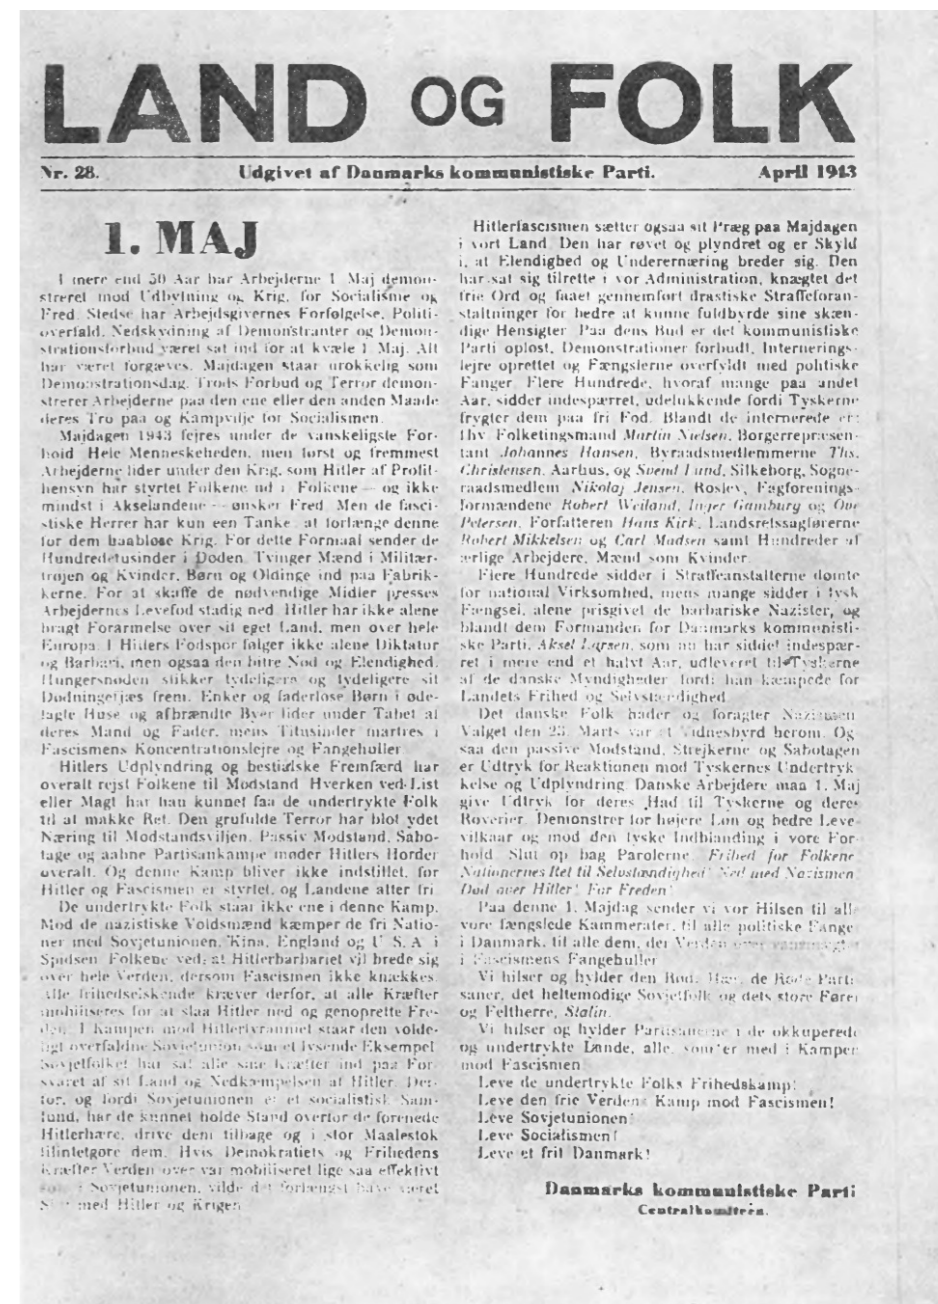 LAND OG FOLK
Nr. 28. Udgivet af Danmarks kommunistiske Parti. April 1943
1. MAJ
I mere end 50 Aar har Arbejderne 1 Maj demon-
streret mod Udbytning og Krig, for Socialisme og
Fred. Stedse har Arbejdsgivernes Forfølgelse, Politi-
overfald, Nedskydning af Demonstranter og Demon-
strationsforbud været sat ind for at kvæle 1 Maj. Alt
har været forgæves. Majdagen staar urokkelig som
Demonstrationsdag. Trods Forbud og Terror demon-
strerer Arbejderne paa den ene eller den anden Maade
deres Tro paa og Kampvilje for Socialismen.
Majdagen 1943 fejres under de vanskeligste For-
hold. Hele Menneskeheden, men først og fremmest
Arbejderne lider under den Krig, som Hitler af Profit-
hensyn har styrtet Folkene ud i. Folkene - og ikke
mindst i Akselandene - ønsker Fred. Men de fasci-
stiske Herrer har kun een Tanke: at forlænge denne
for dem haabløse Krig. For dette Formaal sender de
Hundredetusinder i Døden. Tvinger Mænd i Militær-
trøjen og Kvinder, Børn og Oldinge ind paa Fabrik-
kerne. For at skaffe de nødvendige Midler presses
Arbejdernes Levefod stadig ned. Hitler har ikke alene
bragt Forarmelse over sit eget Land, men over hele
Europa. I Hitlers Fodspor følger ikke alene Diktatur
og Barbari, men ogsaa den bitre Nød og Elendighed.
Hungersnøden stikker tydeligere og tydeligere sit
Dødningefjæs frem. Enker og faderløse Børn i øde-
lagte Huse og afbrændte Byer lider under Tabet af
deres Mand og Fader, mens Titusinder martres i
Fascismens Koncentrationslejre og Fangehuller.
Hitlers Udplyndring og bestialske Fremfærd har
overalt rejst Folkene til Modstand. Hverken ved List
eller Magt har han kunnet faa de undertrykte Folk
til at makke Ret. Den grufulde Terror har blot ydet
Næring til Modstandsviljen. Passiv Modstand, Sabo-
tage og aabne Partisankampe møder Hitlers Horder
overalt. Og denne Kamp bliver ikke indstillet, før
Hitler og Fascismen er styrtet, og Landene atter fri.
De undertrykte Folk staar ikke ene i denne Kamp.
Mod de nazistiske Voldsmænd kæmper de fri Natio-
ner med Sovjetunionen, Kina, England og U. S. A. i
Spidsen. Folkene ved, at Hitlerbarbariet vil brede sig
over hele Verden, dersom Fascismen ikke knækkes.
Alle frihedselskende kræver derfor, at alle Kræfter
mobiliseres for at slaa Hitler ned og genoprette Fre-
den. I Kampen mod Hitlertyranniet staar den volde-
ligt overfaldne Sovjetunion som et lysende Eksempel.
Sovjetfolket har sat alle sine Kræfter ind paa For-
svaret af sit Land og Nedkæmpelsen af Hitler. Der-
for, og fordi Sovjetunionen er et socialistisk Sam-
fund, har de kunnet holde Stand overfor de forenede
Hitlerhære, drive dem tilbage og i stor Maalestok
tilintetgøre dem. Hvis Demokratiets og Frihedens
Kræfter Verden over var mobiliseret lige saa effektivt
som i Sovjetunionen, vilde det forlængst have været
med Hitler og Krigen.
Hitlerfascismen sætter ogsaa sit Præg paa Majdagen
i vort Land. Den har røvet og plyndret og er Skyld
i, at Elendighed og Underernæring breder sig. Den
har sat sig tilrette i vor Administration, knægtet det
frie Ord og faaet gennemført drastiske Straffeforan-
staltninger for bedre at kunne fuldbyrde sine skæn-
dige Hensigter. Paa dens Bud er det kommunistiske
Parti opløst, Demonstrationer forbudt, Internerings-
lejre oprettet og Fængslerne overfyldt med politiske
Fanger. Flere Hundrede, hvoraf mange paa andet
Aar, sidder indespærret, udelukkende fordi Tyskerne
frygter dem paa fri Fod. Blandt de internerede er:
fhv. Folketingsmand Martin Nielsen, Borgerrepræsen-
tant Johannes Hansen, Byraadsmedlemmerne Ths.
Christensen, Aarhus, og Svend Lund, Silkeborg, Sogne-
raadsmedlem Nikolaj Jensen, Roslev, Fagforenings-
formændene Robert Weiland, Inger Gamburg og Ove
Petersen, Forfatteren Hans Kirk, Landsretssagførerne
Robert Mikkelsen og Carl Madsen samt Hundreder af
ærlige Arbejdere, Mænd som Kvinder.
Flere Hundrede sidder i Straffeanstalterne dømte
for national Virksomhed, mens mange sidder i tysk
Fængsel, alene prisgivet de barbariske Nazister, og
blandt dem Formanden for Danmarks kommunisti-
ske Parti, Aksel Larsen, som nu har siddet indespær-
ret i mere end et halvt Aar, udleveret til Tyskerne
af de danske Myndigheder, fordi han kæmpede for
Landets Frihed og Selvstændighed.
Det danske Folk hader og foragter Nazismen.
Valget den 23. Marts var et Vidnesbyrd herom. Og
saa den passive Modstand, Strejkerne og Sabotagen
er Udtryk for Reaktionen mod Tyskernes Undertryk-
kelse og Udplyndring. Danske Arbejdere maa 1. Maj
give Udtryk for deres Had til Tyskerne og deres
Røverier. Demonstrer for højere Løn og bedre Leve-
vilkaar og mod den tyske Indblanding i vore For-
hold. Slut op bag Parolerne: Frihed for Folkene
Nationernes Ret til Selvstændighed! Ned med Nazismen
Død over Hitler! For Freden!
Paa denne 1. Majdag sender vi vor Hilsen til alle
vore fængslede Kammerater, til alle politiske Fange
i Danmark, til alle dem, der Verden over
i Fascismens Fangehuller.
Vi hilser og hylder den Røde Hær, de Røde Parti-
saner, det heltemodige Sovjetfolk og dets store Fører
og Feltherre, Stalin.
Vi hilser og hylder Partisanerne i de okkuperede
og undertrykte Lande, alle, som er med i Kampen
mod Fascismen.
Leve de undertrykte Folks Frihedskamp!
Leve den frie Verdens Kamp mod Fascismen!
Leve Sovjetunionen!
Leve Socialismen!
Leve et frit Danmark!
Danmarks kommunistiske Parti
Centralkomiteen.